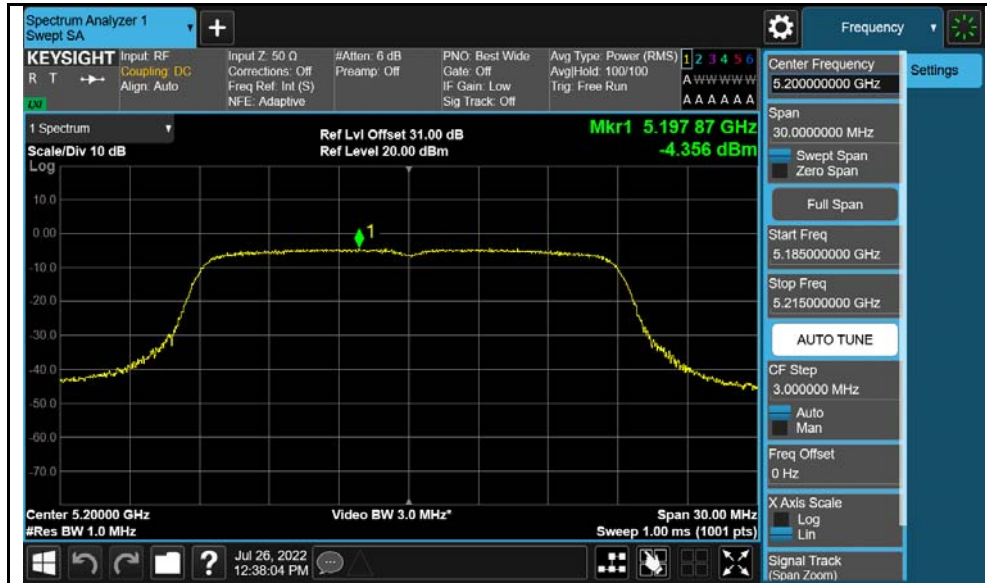 Spectrum Analyzer 1
Swept SA
+
Frequency
KEYSIGHT
R T
LXI
Input: RF
Coupling: DC
Align: Auto
Input Z: 50 Ω
Corrections: Off
Freq Ref: Int (S)
NFE: Adaptive
#Atten: 6 dB
Preamp: Off
PNO: Best Wide
Gate: Off
IF Gain: Low
Sig Track: Off
Avg Type: Power (RMS)
Avg|Hold: 100/100
Trig: Free Run
1 2 3 4 5 6
A W W W W W
A A A A A A
1 Spectrum
Scale/Div 10 dB
Log
Ref Lvl Offset 31.00 dB
Ref Level 20.00 dBm
Mkr1 5.197 87 GHz
-4.356 dBm
10.0
0.00
-10.0
-20.0
-30.0
-40.0
-50.0
-60.0
-70.0
1
Center 5.20000 GHz
#Res BW 1.0 MHz
Video BW 3.0 MHz*
Span 30.00 MHz
Sweep 1.00 ms (1001 pts)
Center Frequency
5.200000000 GHz
Span
30.0000000 MHz
Swept Span
Zero Span
Full Span
Start Freq
5.185000000 GHz
Stop Freq
5.215000000 GHz
AUTO TUNE
CF Step
3.000000 MHz
Auto
Man
Freq Offset
0 Hz
X Axis Scale
Log
Lin
Signal Track
(Span Zoom)
Settings
?
Jul 26, 2022
12:38:04 PM